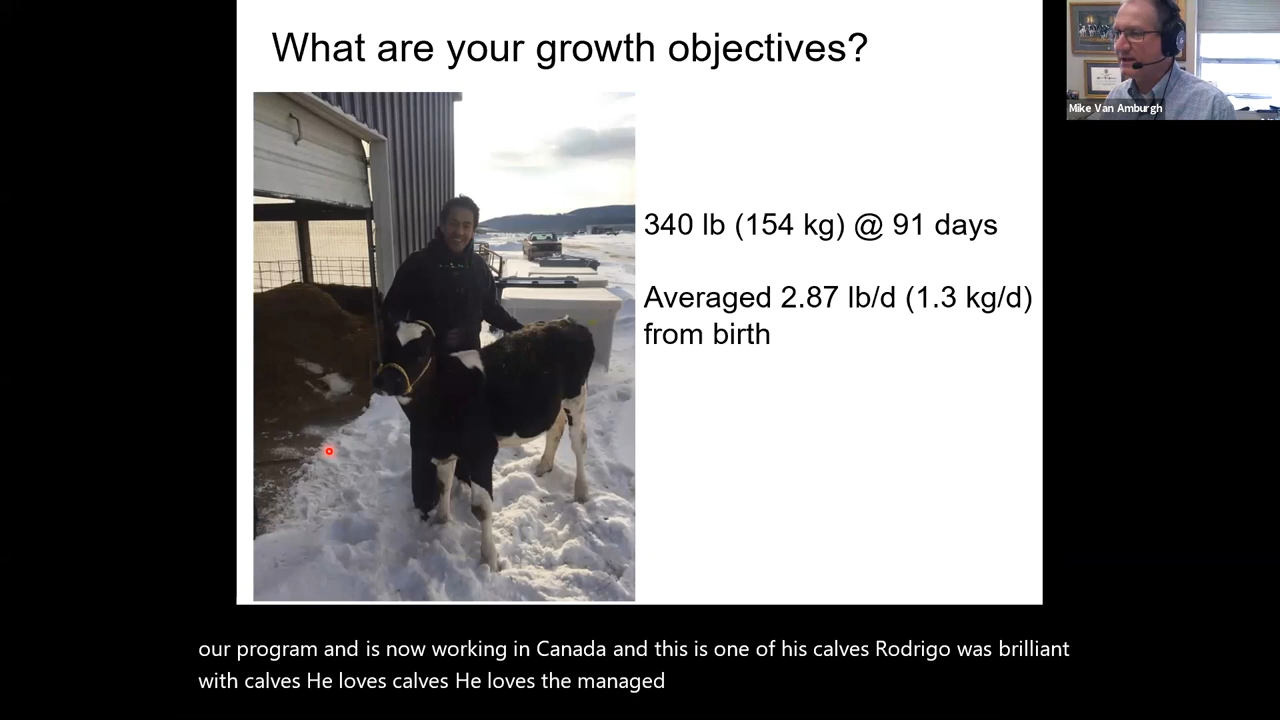 What are your growth objectives?
Mike Van Amburgh
340 lb (154 kg) @ 91 days
Averaged 2.87 lb/d (1.3 kg/d)
from birth
our program and is now working in Canada and this is one of his calves Rodrigo was brilliant
with calves He loves calves He loves the managed